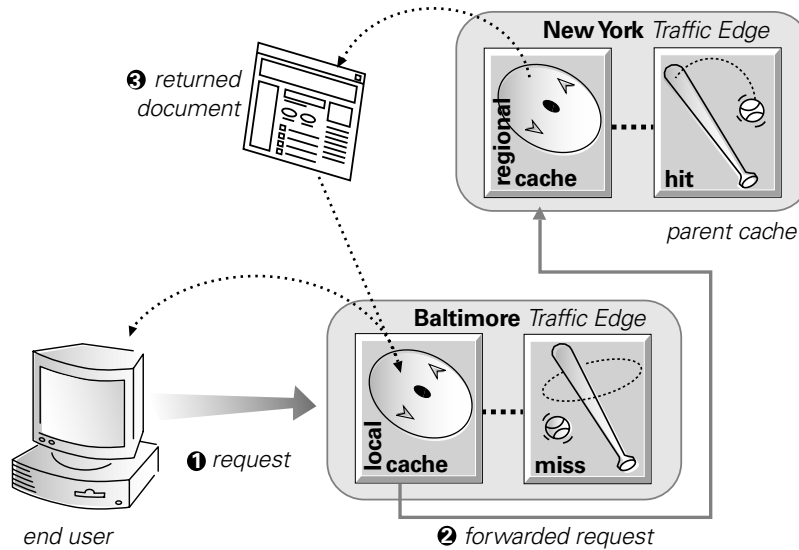 New York Traffic Edge
❸ returned
document
regional
cache
hit
parent cache
Baltimore Traffic Edge
local
cache
miss
❶ request
end user
❷ forwarded request